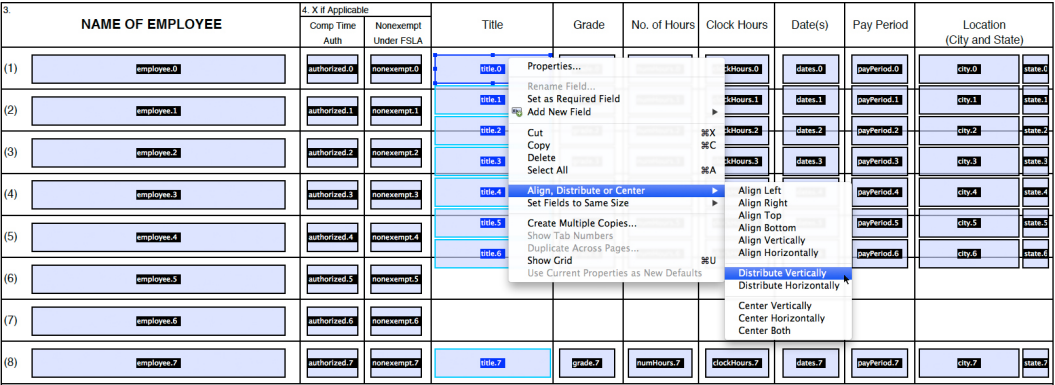 3.
NAME OF EMPLOYEE
4. X if Applicable
Comp Time
Auth
Nonexempt
Under FSLA
Title
Grade
No. of Hours
Clock Hours
Date(s)
Pay Period
Location
(City and State)
(1)
employee.0
authorized.0
nonexempt.0
title.0
ckHours.0
dates.0
payPeriod.0
city.0
state.0
(2)
employee.1
authorized.1
nonexempt.1
title.1
ckHours.1
dates.1
payPeriod.1
city.1
state.1
title.2
ckHours.2
dates.2
payPeriod.2
city.2
state.2
(3)
employee.2
authorized.2
nonexempt.2
title.3
ckHours.3
dates.3
payPeriod.3
city.3
state.3
(4)
employee.3
authorized.3
nonexempt.3
title.4
payPeriod.4
city.4
state.4
(5)
employee.4
authorized.4
nonexempt.4
title.5
payPeriod.5
city.5
state.5
title.6
payPeriod.6
city.6
state.6
(6)
employee.5
authorized.5
nonexempt.5
(7)
employee.6
authorized.6
nonexempt.6
(8)
employee.7
authorized.7
nonexempt.7
title.7
grade.7
numHours.7
clockHours.7
dates.7
payPeriod.7
city.7
state.7
Properties...
Rename Field...
Set as Required Field
Add New Field
Cut ⌘X
Copy ⌘C
Delete
Select All ⌘A
Align, Distribute or Center
Set Fields to Same Size
Create Multiple Copies...
Show Tab Numbers
Duplicate Across Pages...
Show Grid ⌘U
Use Current Properties as New Defaults
Align Left
Align Right
Align Top
Align Bottom
Align Vertically
Align Horizontally
Distribute Vertically
Distribute Horizontally
Center Vertically
Center Horizontally
Center Both